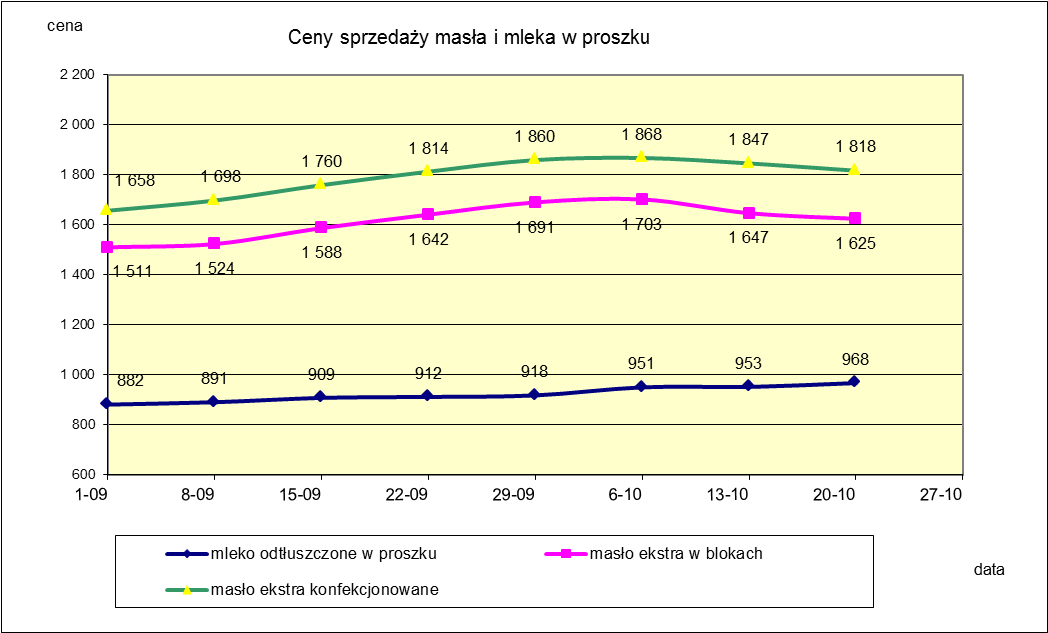 cena
Ceny sprzedaży masła i mleka w proszku
2 200
2 000
1 800
1 600
1 400
1 200
1 000
800
600
1 658 1 698 1 760 1 814 1 860 1 868 1 847 1 818
1 511 1 524 1 588 1 642 1 691 1 703 1 647 1 625
882 891 909 912 918 951 953 968
1-09 8-09 15-09 22-09 29-09 6-10 13-10 20-10 27-10
mleko odtłuszczone w proszku masło ekstra w blokach
masło ekstra konfekcjonowane
data